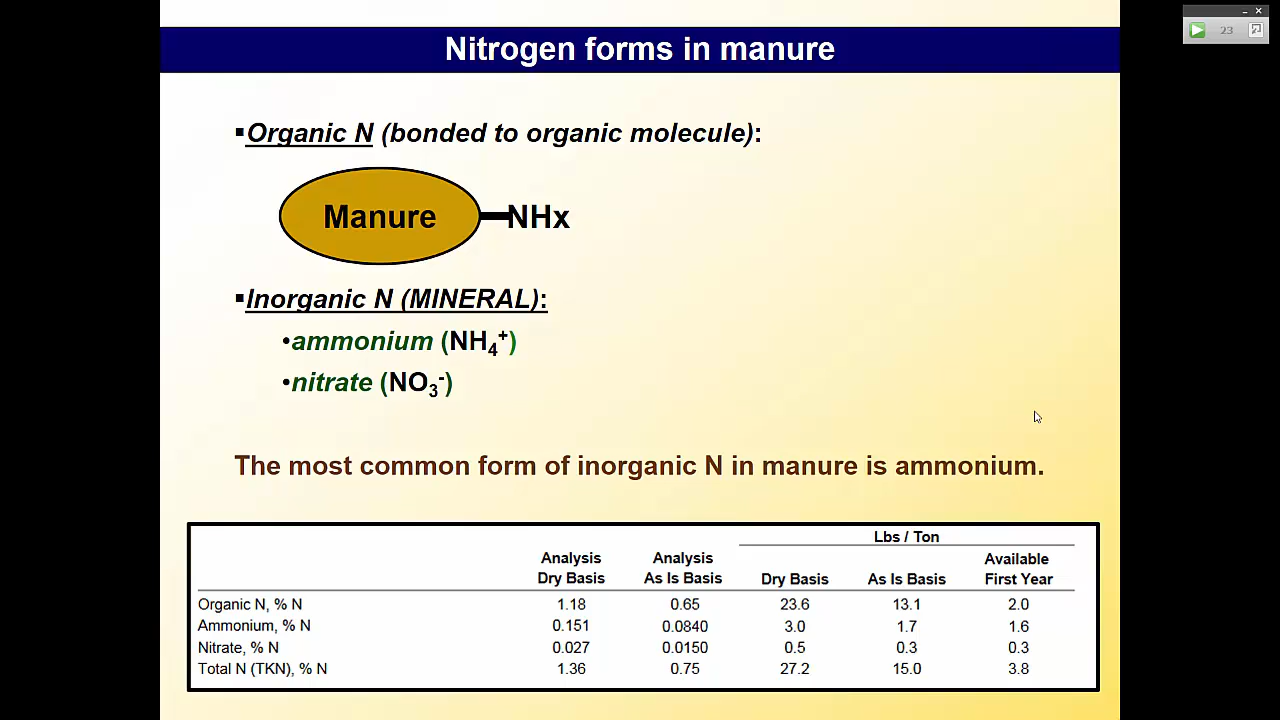 Nitrogen forms in manure
23
▪Organic N (bonded to organic molecule):
Manure NHx
▪Inorganic N (MINERAL):
•ammonium (NH₄⁺)
•nitrate (NO₃⁻)
The most common form of inorganic N in manure is ammonium.
Lbs / Ton
Analysis Analysis Available
Dry Basis As Is Basis Dry Basis As Is Basis First Year
Organic N, % N 1.18 0.65 23.6 13.1 2.0
Ammonium, % N 0.151 0.0840 3.0 1.7 1.6
Nitrate, % N 0.027 0.0150 0.5 0.3 0.3
Total N (TKN), % N 1.36 0.75 27.2 15.0 3.8